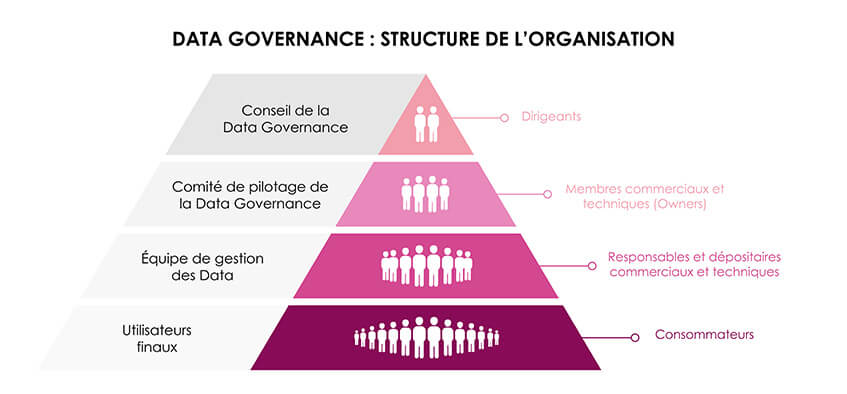 DATA GOVERNANCE : STRUCTURE DE L'ORGANISATION
Conseil de la
Data Governance
Dirigeants
Comité de pilotage de
la Data Governance
Membres commerciaux et
techniques (Owners)
Équipe de gestion
des Data
Responsables et dépositaires
commerciaux et techniques
Utilisateurs
finaux
Consommateurs